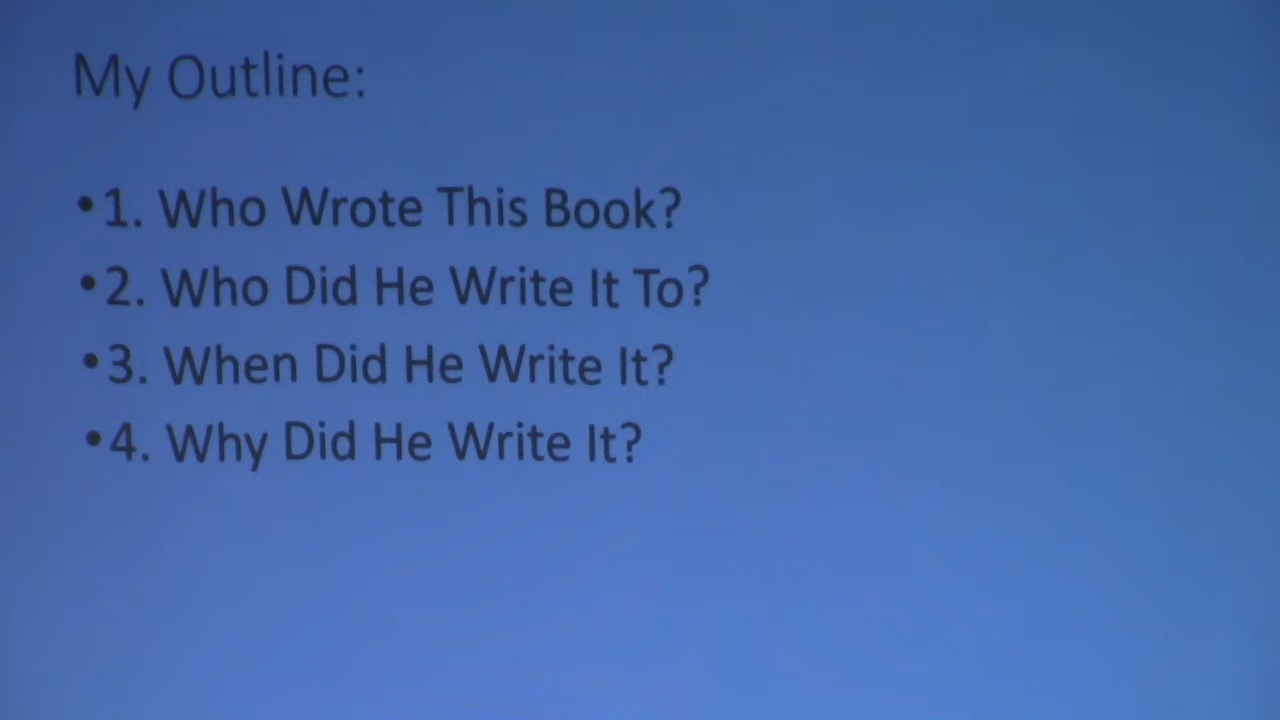 My Outline:
•1. Who Wrote This Book?
•2. Who Did He Write It To?
•3. When Did He Write It?
•4. Why Did He Write It?